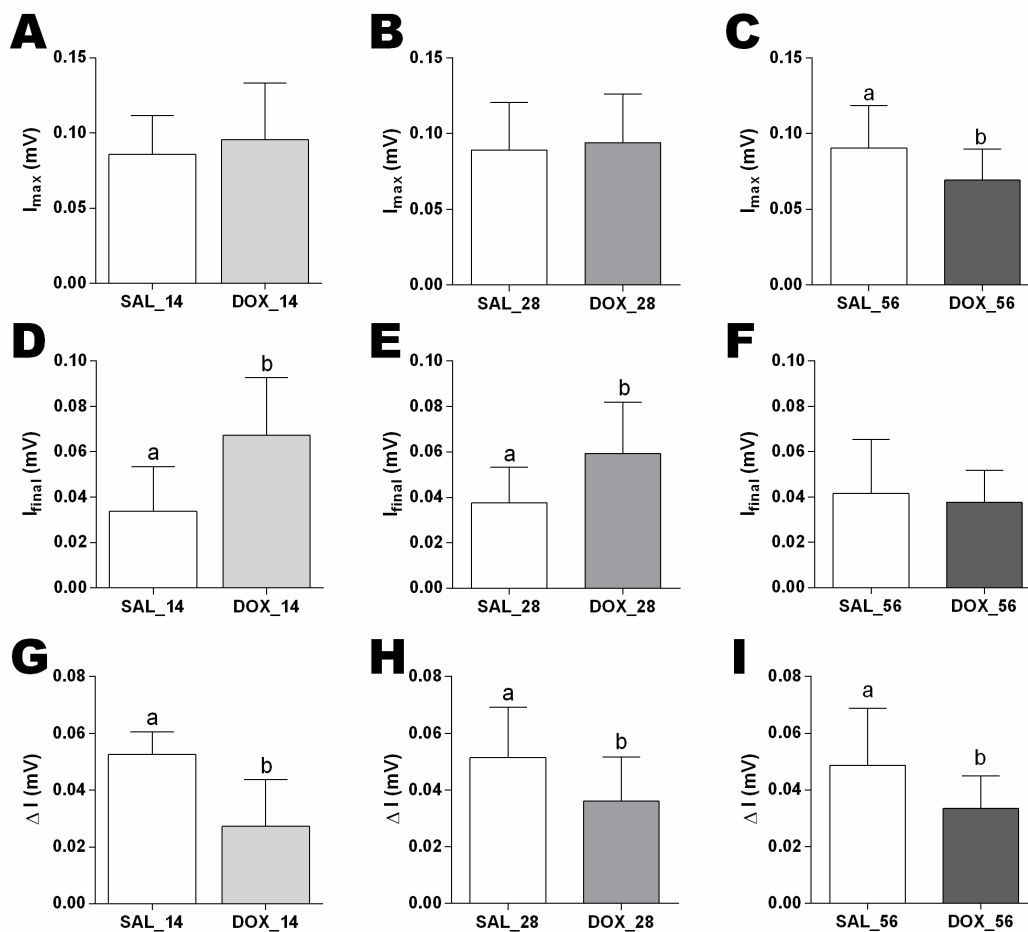 A
I_max (mV)
0.15
0.10
0.05
0.00
SAL_14 DOX_14
B
I_max (mV)
0.15
0.10
0.05
0.00
SAL_28 DOX_28
C
I_max (mV)
0.15
0.10
0.05
0.00
a
b
SAL_56 DOX_56
D
I_final (mV)
0.10
0.08
0.06
0.04
0.02
0.00
a
b
SAL_14 DOX_14
E
I_final (mV)
0.10
0.08
0.06
0.04
0.02
0.00
a
b
SAL_28 DOX_28
F
I_final (mV)
0.10
0.08
0.06
0.04
0.02
0.00
SAL_56 DOX_56
G
Δ I (mV)
0.08
0.06
0.04
0.02
0.00
a
b
SAL_14 DOX_14
H
Δ I (mV)
0.08
0.06
0.04
0.02
0.00
a
b
SAL_28 DOX_28
I
Δ I (mV)
0.08
0.06
0.04
0.02
0.00
a
b
SAL_56 DOX_56